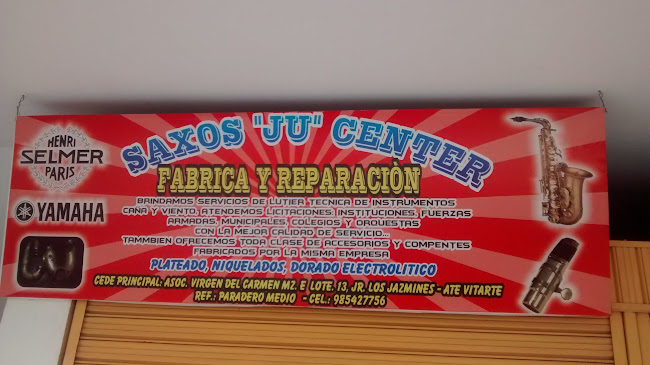 HENRI
SELMER
PARIS
YAMAHA
SAXOS "JU" CENTER
FABRICA Y REPARACIÒN
BRINDAMOS SERVICIOS DE LUTIER TECNICA DE INSTRUMENTOS
CAÑA Y VIENTO, ATENDEMOS LICITACIONES: INSTITUCIONES, FUERZAS
ARMADAS, MUNICIPALES, COLEGIOS Y ORQUESTAS
CON LA MEJOR CALIDAD DE SERVICIO...
TAMMBIEN OFRECEMOS TODA CLASE DE ACCESORIOS Y COMPENTES
FABRICADOS POR LA MISMA EMPRESA
PLATEADO, NIQUELADOS, DORADO ELECTROLITICO
CEDE PRINCIPAL: ASOC. VIRGEN DEL CARMEN MZ. E LOTE. 13, JR. LOS JAZMINES - ATE VITARTE
REF.: PARADERO MEDIO - CEL.: 985427756